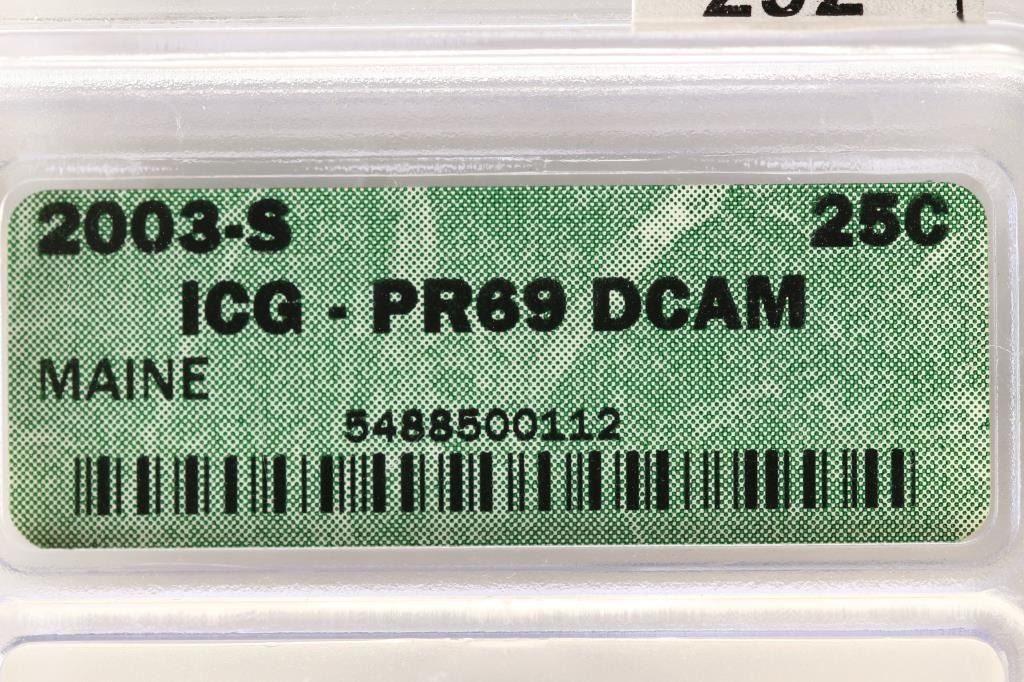 2003-S 25C
ICG - PR69 DCAM
MAINE
5488500112